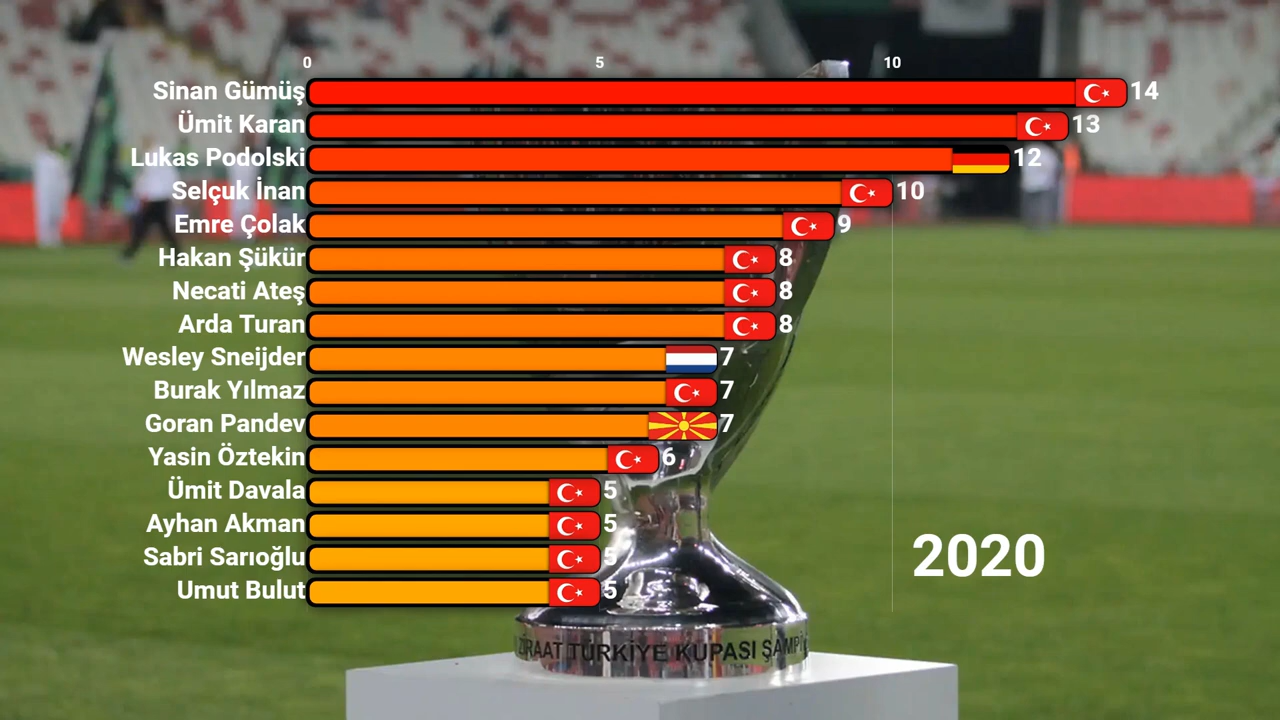 0 5 10
Sinan Gümüş 14
Ümit Karan 13
Lukas Podolski 12
Selçuk İnan 10
Emre Çolak 9
Hakan Şükür 8
Necati Ateş 8
Arda Turan 8
Wesley Sneijder 7
Burak Yılmaz 7
Goran Pandev 7
Yasin Öztekin 6
Ümit Davala 5
Ayhan Akman 5
Sabri Sarıoğlu 5
Umut Bulut 5
2020
ZİRAAT TÜRKİYE KUPASI